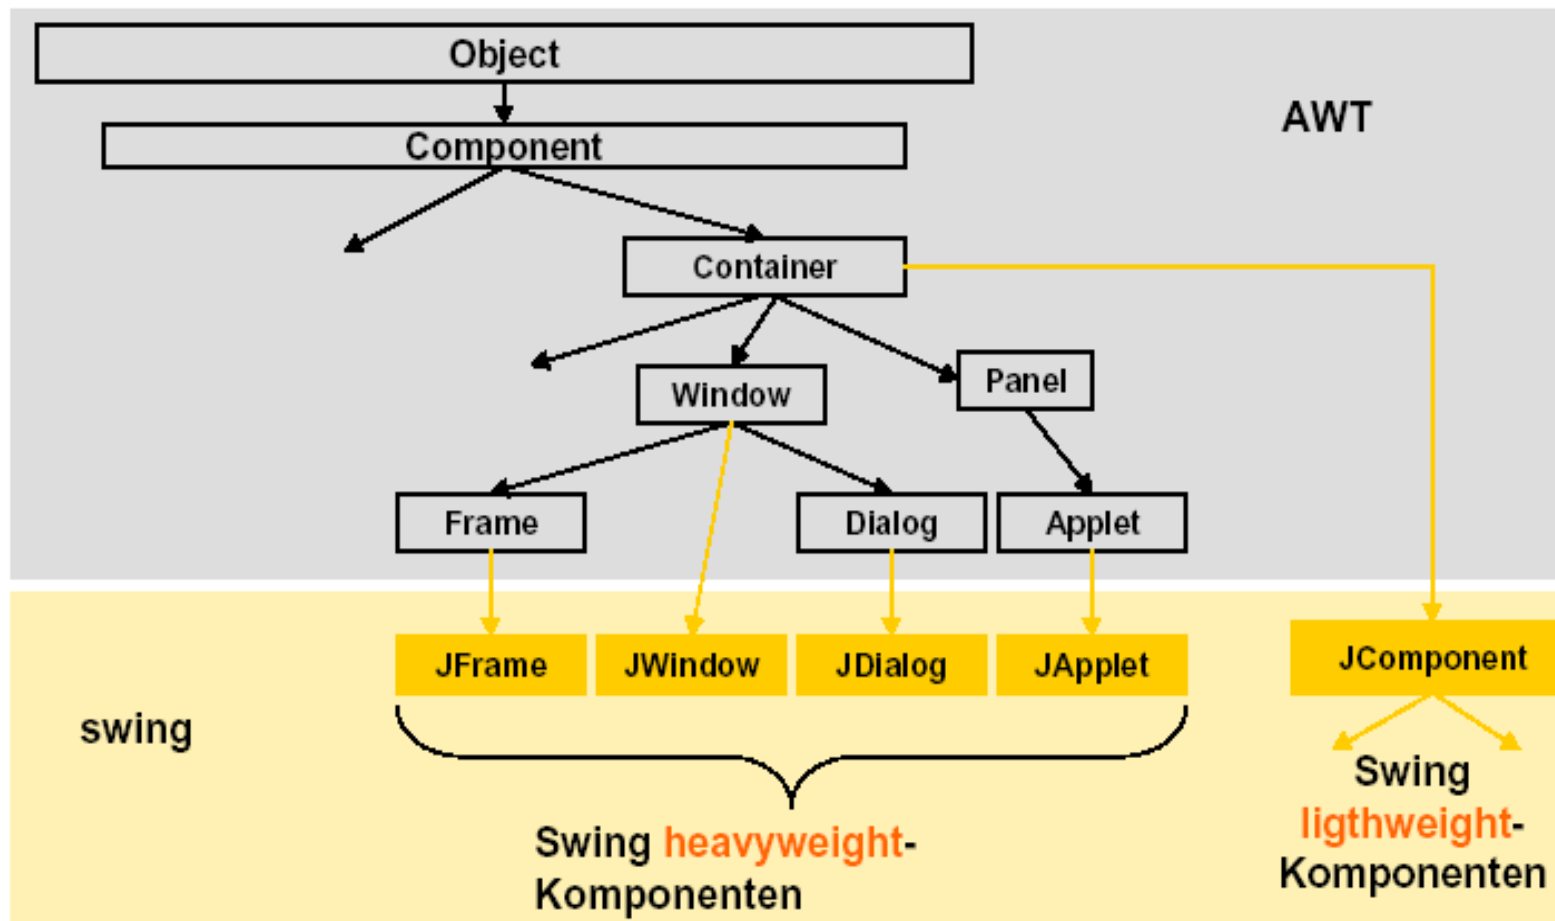 Object
AWT
Component
Container
Panel
Window
Frame
Dialog
Applet
JFrame
JWindow
JDialog
JApplet
JComponent
swing
Swing
ligthweight-
Komponenten
Swing heavyweight-
Komponenten